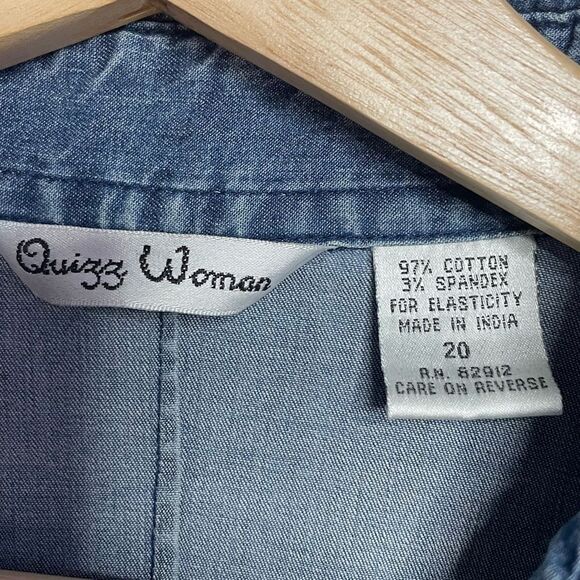 Quizz Woman
97% COTTON
3% SPANDEX
FOR ELASTICITY
MADE IN INDIA
20
R.N. 82912
CARE ON REVERSE